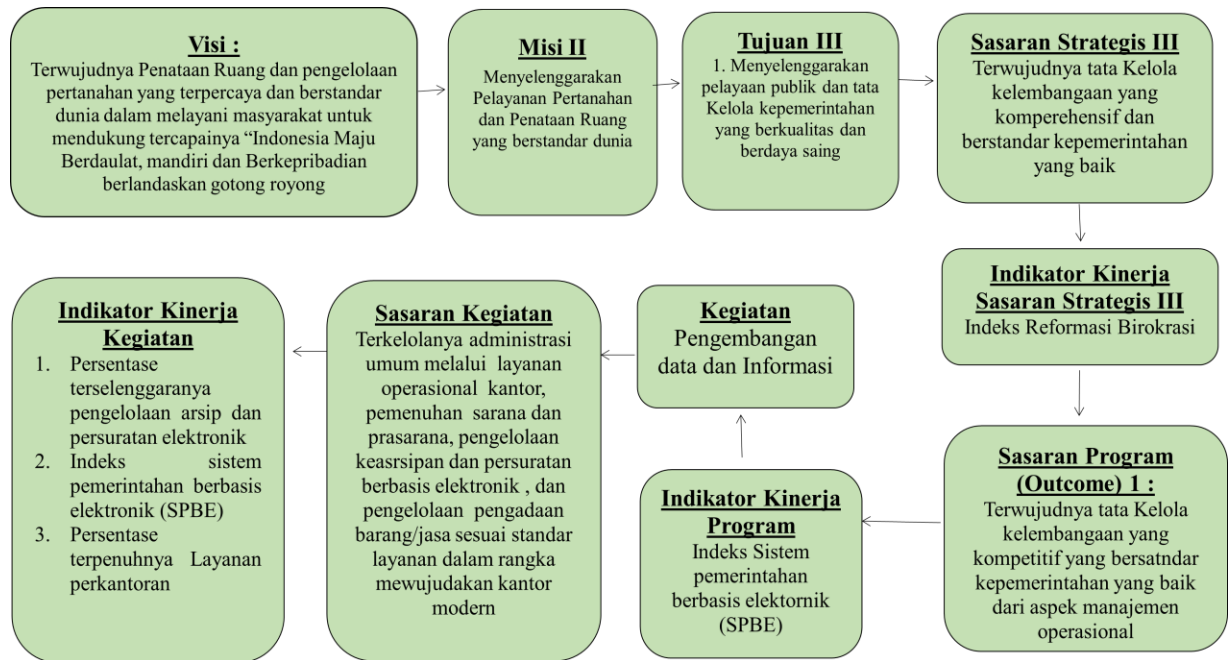 Visi :
Terwujudnya Penataan Ruang dan pengelolaan
pertanahan yang terpercaya dan berstandar
dunia dalam melayani masyarakat untuk
mendukung tercapainya “Indonesia Maju
Berdaulat, mandiri dan Berkepribadian
berlandaskan gotong royong
Misi II
Menyelenggarakan
Pelayanan Pertanahan
dan Penataan Ruang
yang berstandar dunia
Tujuan III
1. Menyelenggarakan
pelayaan publik dan tata
Kelola kepemerintahan
yang berkualitas dan
berdaya saing
Sasaran Strategis III
Terwujudnya tata Kelola
kelembagaan yang
komperehensif dan
berstandar kepemerintahan
yang baik
Indikator Kinerja
Sasaran Strategis III
Indeks Reformasi Birokrasi
Sasaran Program
(Outcome) 1 :
Terwujudnya tata Kelola
kelembagaan yang
kompetitif yang bersatndar
kepemerintahan yang baik
dari aspek manajemen
operasional
Indikator Kinerja
Program
Indeks Sistem
pemerintahan
berbasis elektornik
(SPBE)
Kegiatan
Pengembangan
data dan Informasi
Sasaran Kegiatan
Terkelolanya administrasi
umum melalui layanan
operasional kantor,
pemenuhan sarana dan
prasarana, pengelolaan
keasrsipan dan persuratan
berbasis elektronik , dan
pengelolaan pengadaan
barang/jasa sesuai standar
layanan dalam rangka
mewujudakan kantor
modern
Indikator Kinerja
Kegiatan
1. Persentase
terselenggaranya
pengelolaan arsip dan
persuratan elektronik
2. Indeks sistem
pemerintahan berbasis
elektronik (SPBE)
3. Persentase
terpenuhnya Layanan
perkantoran